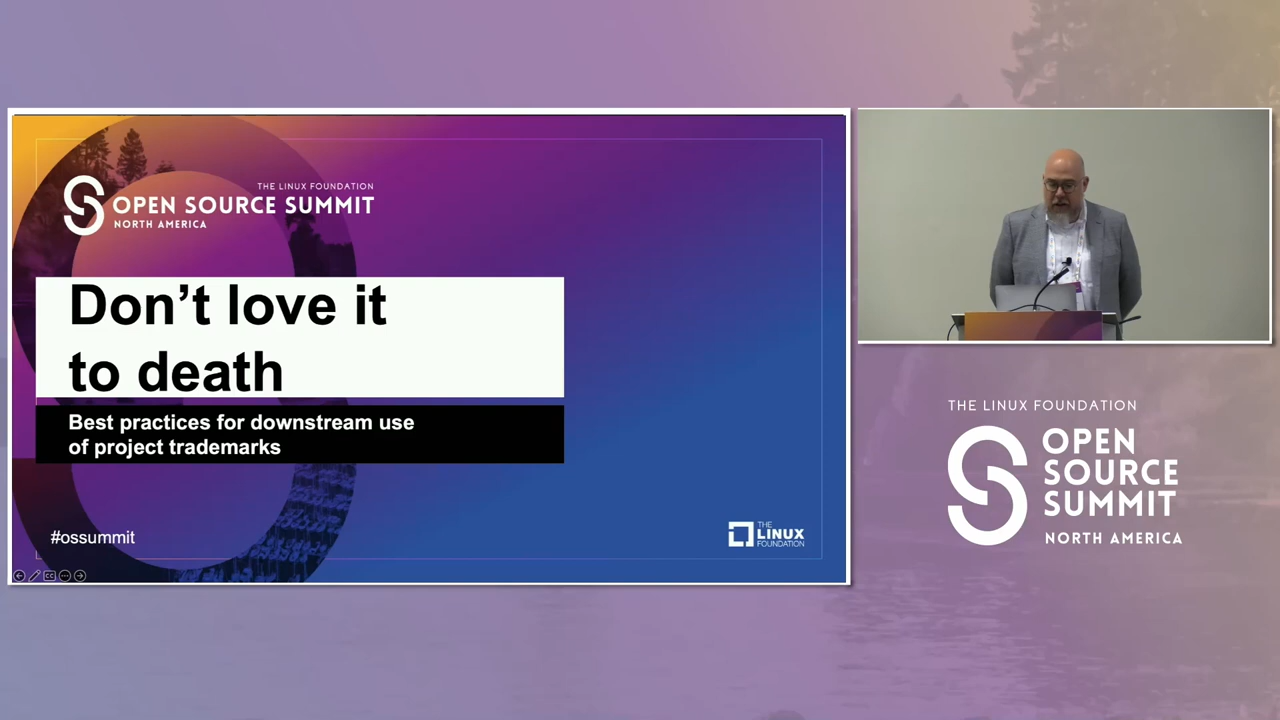 THE LINUX FOUNDATION
OPEN SOURCE SUMMIT
NORTH AMERICA
Don’t love it
to death
Best practices for downstream use
of project trademarks
#ossummit
THE
LINUX
FOUNDATION
CC
THE LINUX FOUNDATION
OPEN
SOURCE
SUMMIT
NORTH AMERICA